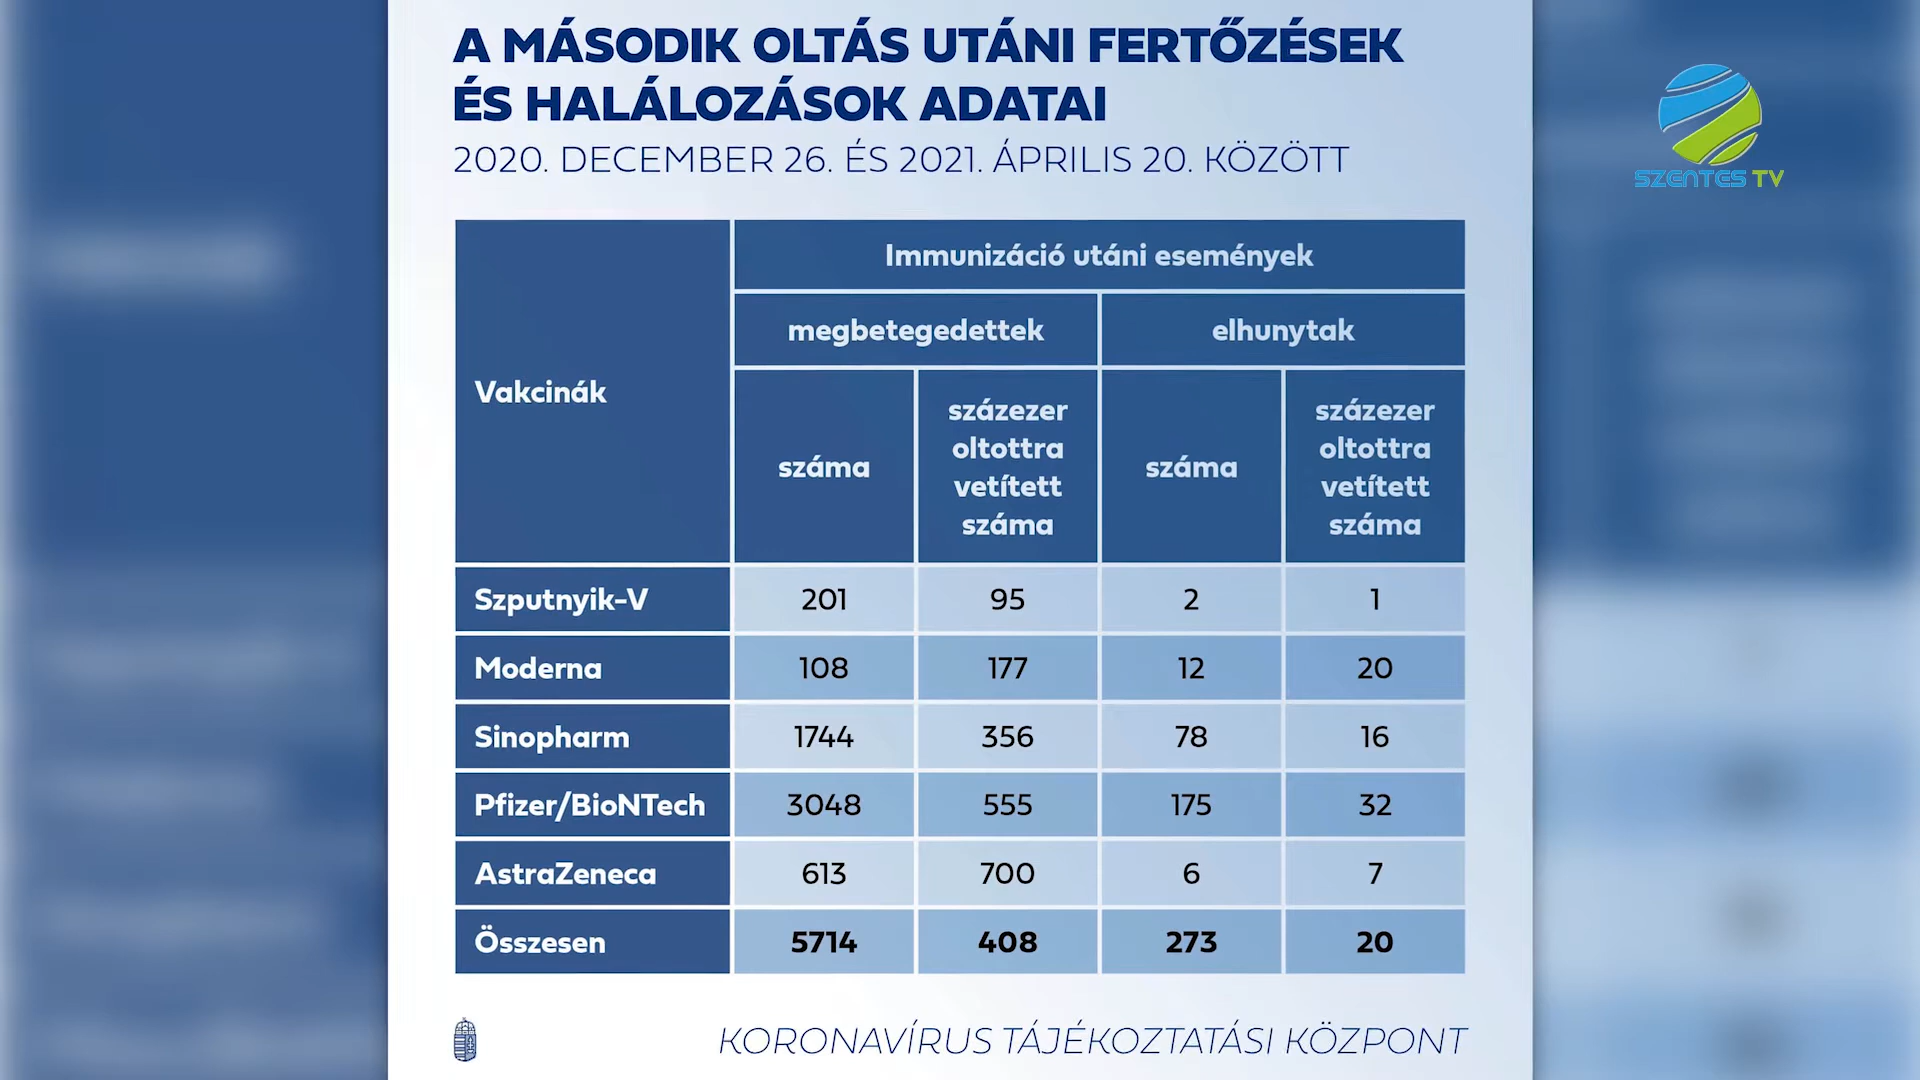 A MÁSODIK OLTÁS UTÁNI FERTŐZÉSEK
ÉS HALÁLOZÁSOK ADATAI
2020. DECEMBER 26. ÉS 2021. ÁPRILIS 20. KÖZÖTT
SZENTES TV
Vakcinák
Immunizáció utáni események
megbetegedettek elhunytak
száma
százezer
oltottra
vetített
száma
száma
százezer
oltottra
vetített
száma
Szputnyik-V 201 95 2 1
Moderna 108 177 12 20
Sinopharm 1744 356 78 16
Pfizer/BioNTech 3048 555 175 32
AstraZeneca 613 700 6 7
Összesen 5714 408 273 20
KORONAVÍRUS TÁJÉKOZTATÁSI KÖZPONT